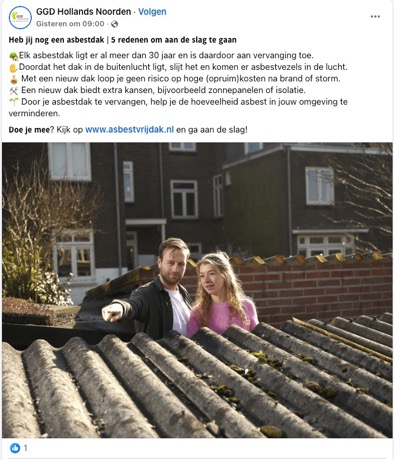 GGD Hollands Noorden · Volgen
Gisteren om 09:00 ·
Heb jij nog een asbestdak | 5 redenen om aan de slag te gaan
Elk asbestdak ligt er al meer dan 30 jaar en is daardoor aan vervanging toe.
Doordat het dak in de buitenlucht ligt, slijt het en komen er asbestvezels in de lucht.
Met een nieuw dak loop je geen risico op hoge (opruim)kosten na brand of storm.
Een nieuw dak biedt extra kansen, bijvoorbeeld zonnepanelen of isolatie.
Door je asbestdak te vervangen, help je de hoeveelheid asbest in jouw omgeving te
verminderen.
Doe je mee? Kijk op www.asbestvrijdak.nl en ga aan de slag!
1